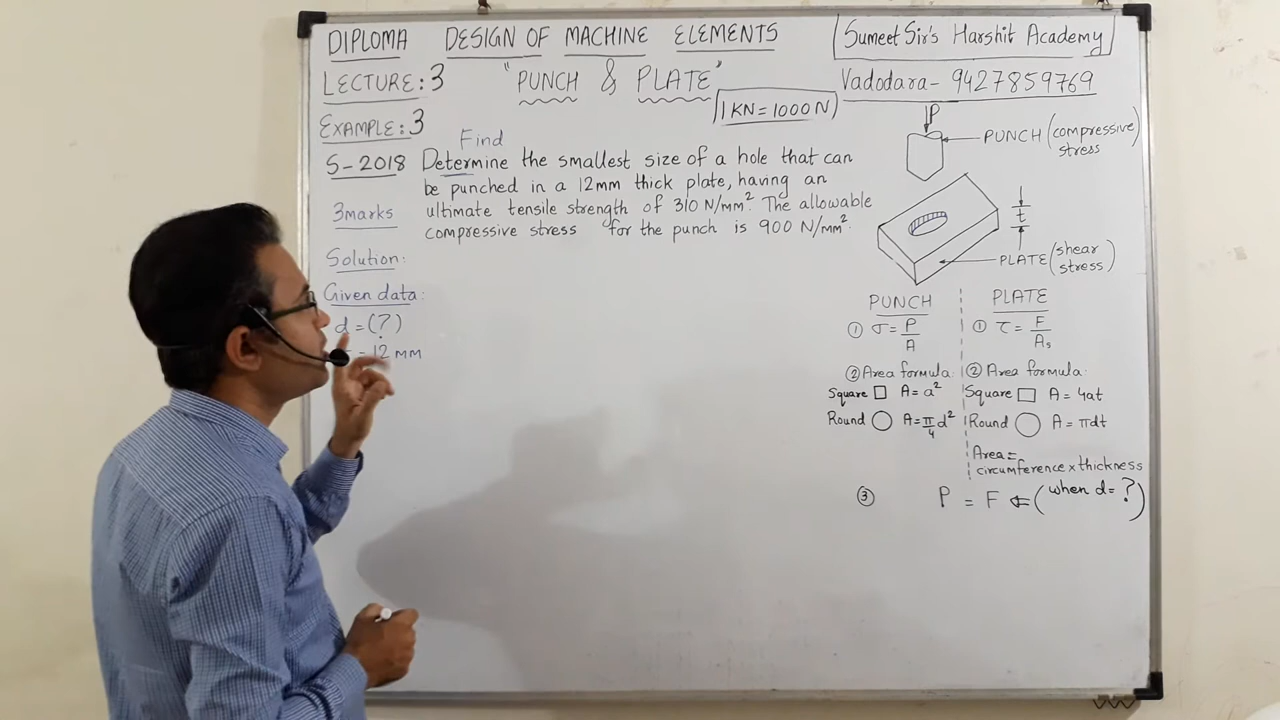 DIPLOMA DESIGN OF MACHINE ELEMENTS
Sumeet Sir's Harshit Academy
LECTURE: 3 "PUNCH & PLATE"
Vadodara- 9427859769
1 KN = 1000 N
EXAMPLE: 3
Find
S-2018 Determine the smallest size of a hole that can
be punched in a 12mm thick plate, having an
3marks ultimate tensile strength of 310 N/mm². The allowable
compressive stress for the punch is 900 N/mm².
Solution:
Given data:
d = (?)
= 12 mm
P
PUNCH (compressive
stress)
t
PLATE (shear
stress)
PUNCH PLATE
① σ = P/A ① τ = F/As
② Area formula: ② Area formula:
Square □ A = a² Square □ A = 4at
Round ○ A = π/4 d² Round ○ A = πdt
Area =
circumference x thickness
③ P = F ⇐ (when d = ?)